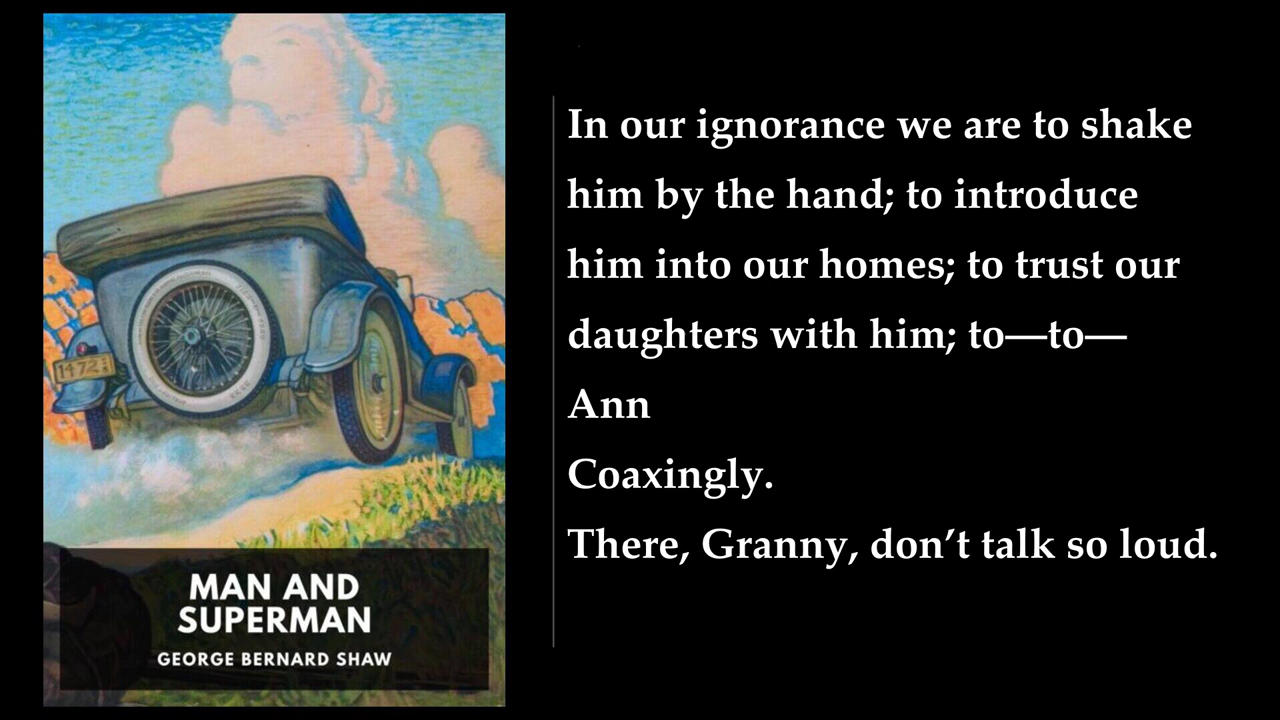 In our ignorance we are to shake
him by the hand; to introduce
him into our homes; to trust our
daughters with him; to—to—
Ann
Coaxingly.
There, Granny, don’t talk so loud.
1472
MAN AND
SUPERMAN
GEORGE BERNARD SHAW